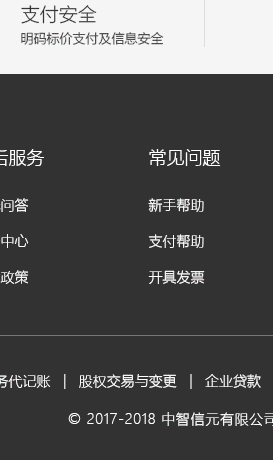 支付安全
明码标价支付及信息安全
后服务 常见问题
问答 新手帮助
中心 支付帮助
政策 开具发票
务代记账 | 股权交易与变更 | 企业贷款
© 2017-2018 中智信元有限公司